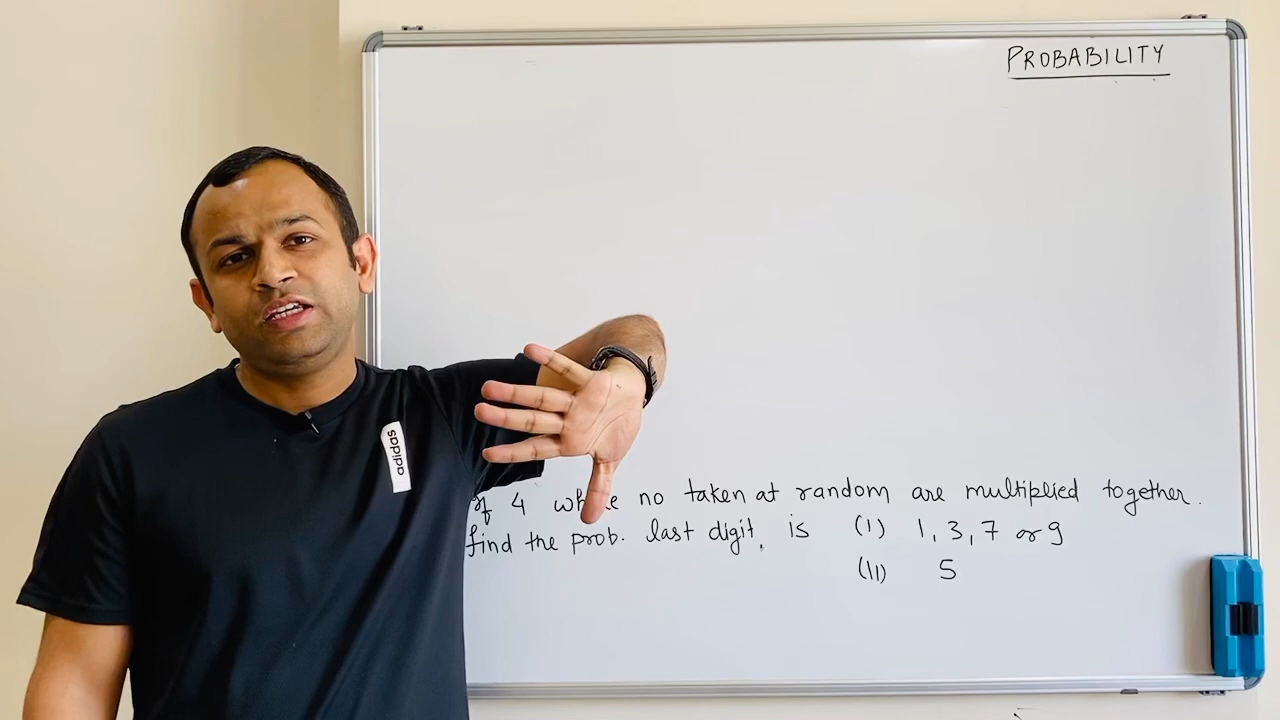 PROBABILITY
adidas
If 4 whole no taken at random are multiplied together.
find the prob. last digit is (I) 1, 3, 7 or 9
(II) 5